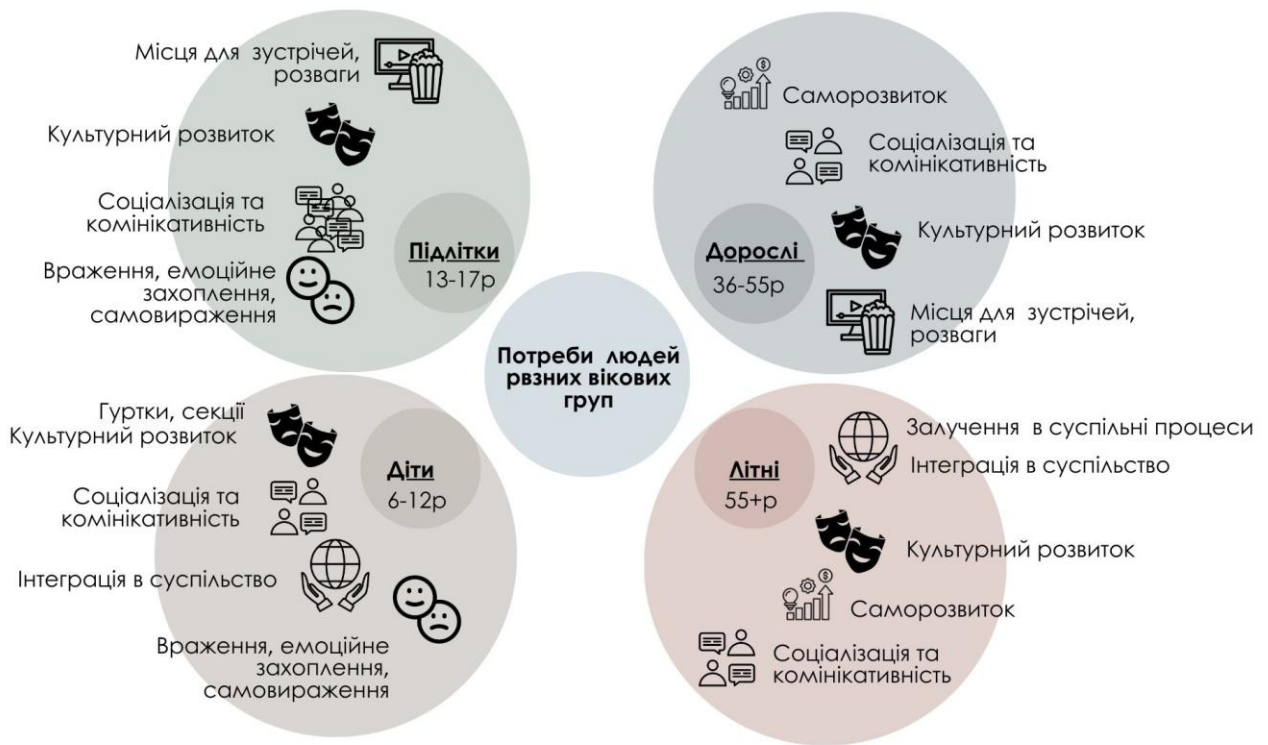 Місця для зустрічей,
розваги
Культурний розвиток
Соціалізація та
комінікативність
Враження, емоційне
захоплення,
самовираження
Підлітки
13-17р
Саморозвиток
Соціалізація та
комінікативність
Культурний розвиток
Місця для зустрічей,
розваги
Дорослі
36-55р
Потреби людей
рвзних вікових
груп
Гуртки, секції
Культурний розвиток
Соціалізація та
комінікативність
Інтеграція в суспільство
Враження, емоційне
захоплення,
самовираження
Діти
6-12р
Літні
55+р
Залучення в суспільні процеси
Інтеграція в суспільство
Культурний розвиток
Саморозвиток
Соціалізація та
комінікативність